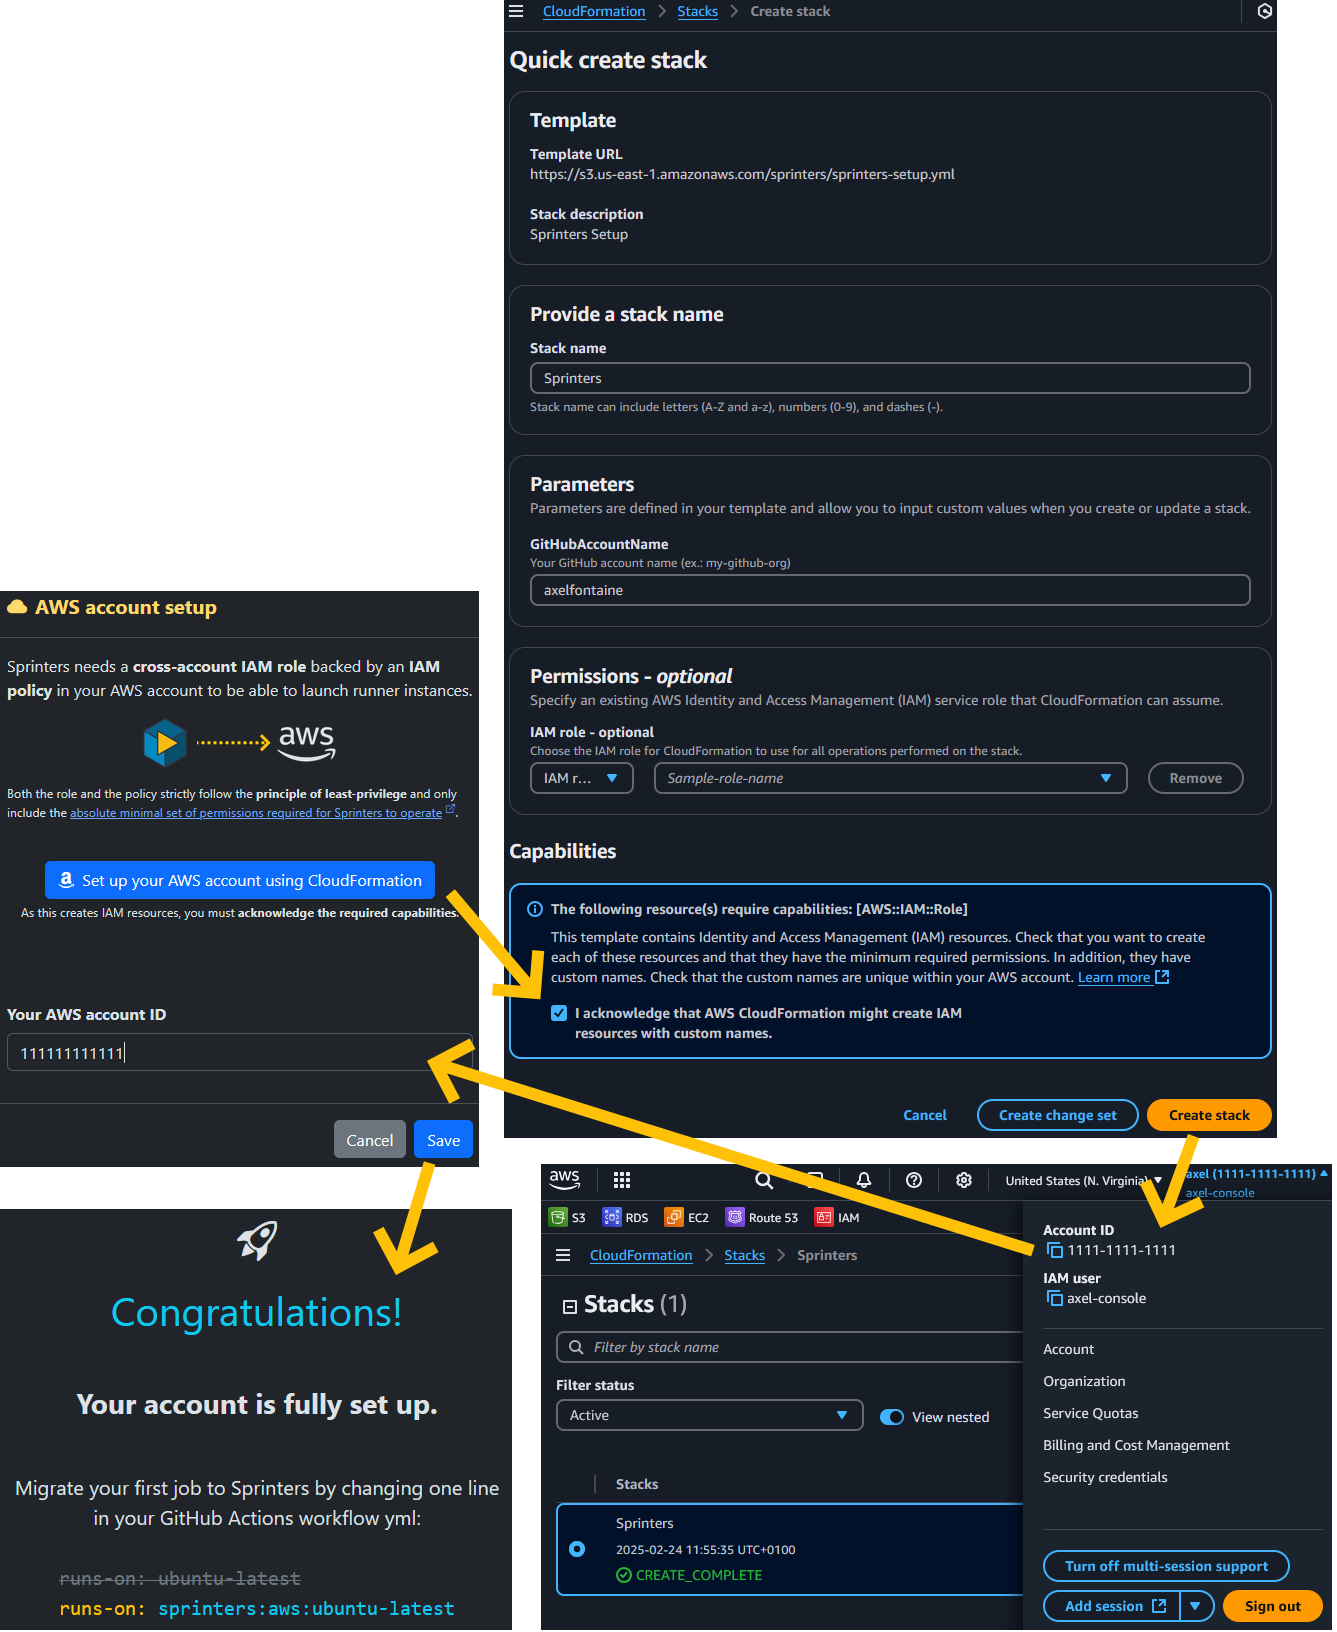 CloudFormation > Stacks > Create stack
Quick create stack
Template
Template URL
https://s3.us-east-1.amazonaws.com/sprinters/sprinters-setup.yml
Stack description
Sprinters Setup
Provide a stack name
Stack name
Sprinters
Stack name can include letters (A-Z and a-z), numbers (0-9), and dashes (-).
Parameters
Parameters are defined in your template and allow you to input custom values when you create or update a stack.
GitHubAccountName
Your GitHub account name (ex.: my-github-org)
axelfontaine
Permissions - optional
Specify an existing AWS Identity and Access Management (IAM) service role that CloudFormation can assume.
IAM role - optional
Choose the IAM role for CloudFormation to use for all operations performed on the stack.
IAM r... Sample-role-name Remove
Capabilities
The following resource(s) require capabilities: [AWS::IAM::Role]
This template contains Identity and Access Management (IAM) resources. Check that you want to create
each of these resources and that they have the minimum required permissions. In addition, they have
custom names. Check that the custom names are unique within your AWS account. Learn more
I acknowledge that AWS CloudFormation might create IAM
resources with custom names.
Cancel Create change set Create stack
AWS account setup
Sprinters needs a cross-account IAM role backed by an IAM
policy in your AWS account to be able to launch runner instances.
aws
Both the role and the policy strictly follow the principle of least-privilege and only
include the absolute minimal set of permissions required for Sprinters to operate.
Set up your AWS account using CloudFormation
As this creates IAM resources, you must acknowledge the required capabilities.
Your AWS account ID
111111111111
Cancel Save
aws United States (N. Virginia) axel (1111-1111-1111)
axel-console
S3 RDS EC2 Route 53 IAM
CloudFormation > Stacks > Sprinters
Stacks (1)
Filter by stack name
Filter status
Active View nested
Stacks
Sprinters
2025-02-24 11:55:35 UTC+0100
CREATE_COMPLETE
Account ID
1111-1111-1111
IAM user
axel-console
Account
Organization
Service Quotas
Billing and Cost Management
Security credentials
Turn off multi-session support
Add session Sign out
Congratulations!
Your account is fully set up.
Migrate your first job to Sprinters by changing one line
in your GitHub Actions workflow yml:
runs-on: ubuntu-latest
runs-on: sprinters:aws:ubuntu-latest